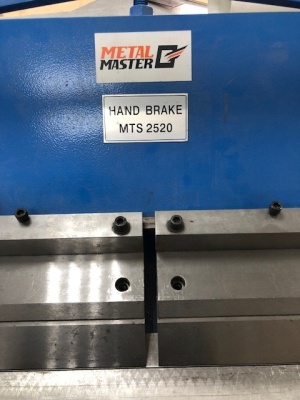 METAL
MASTER
HAND BRAKE
MTS 2520